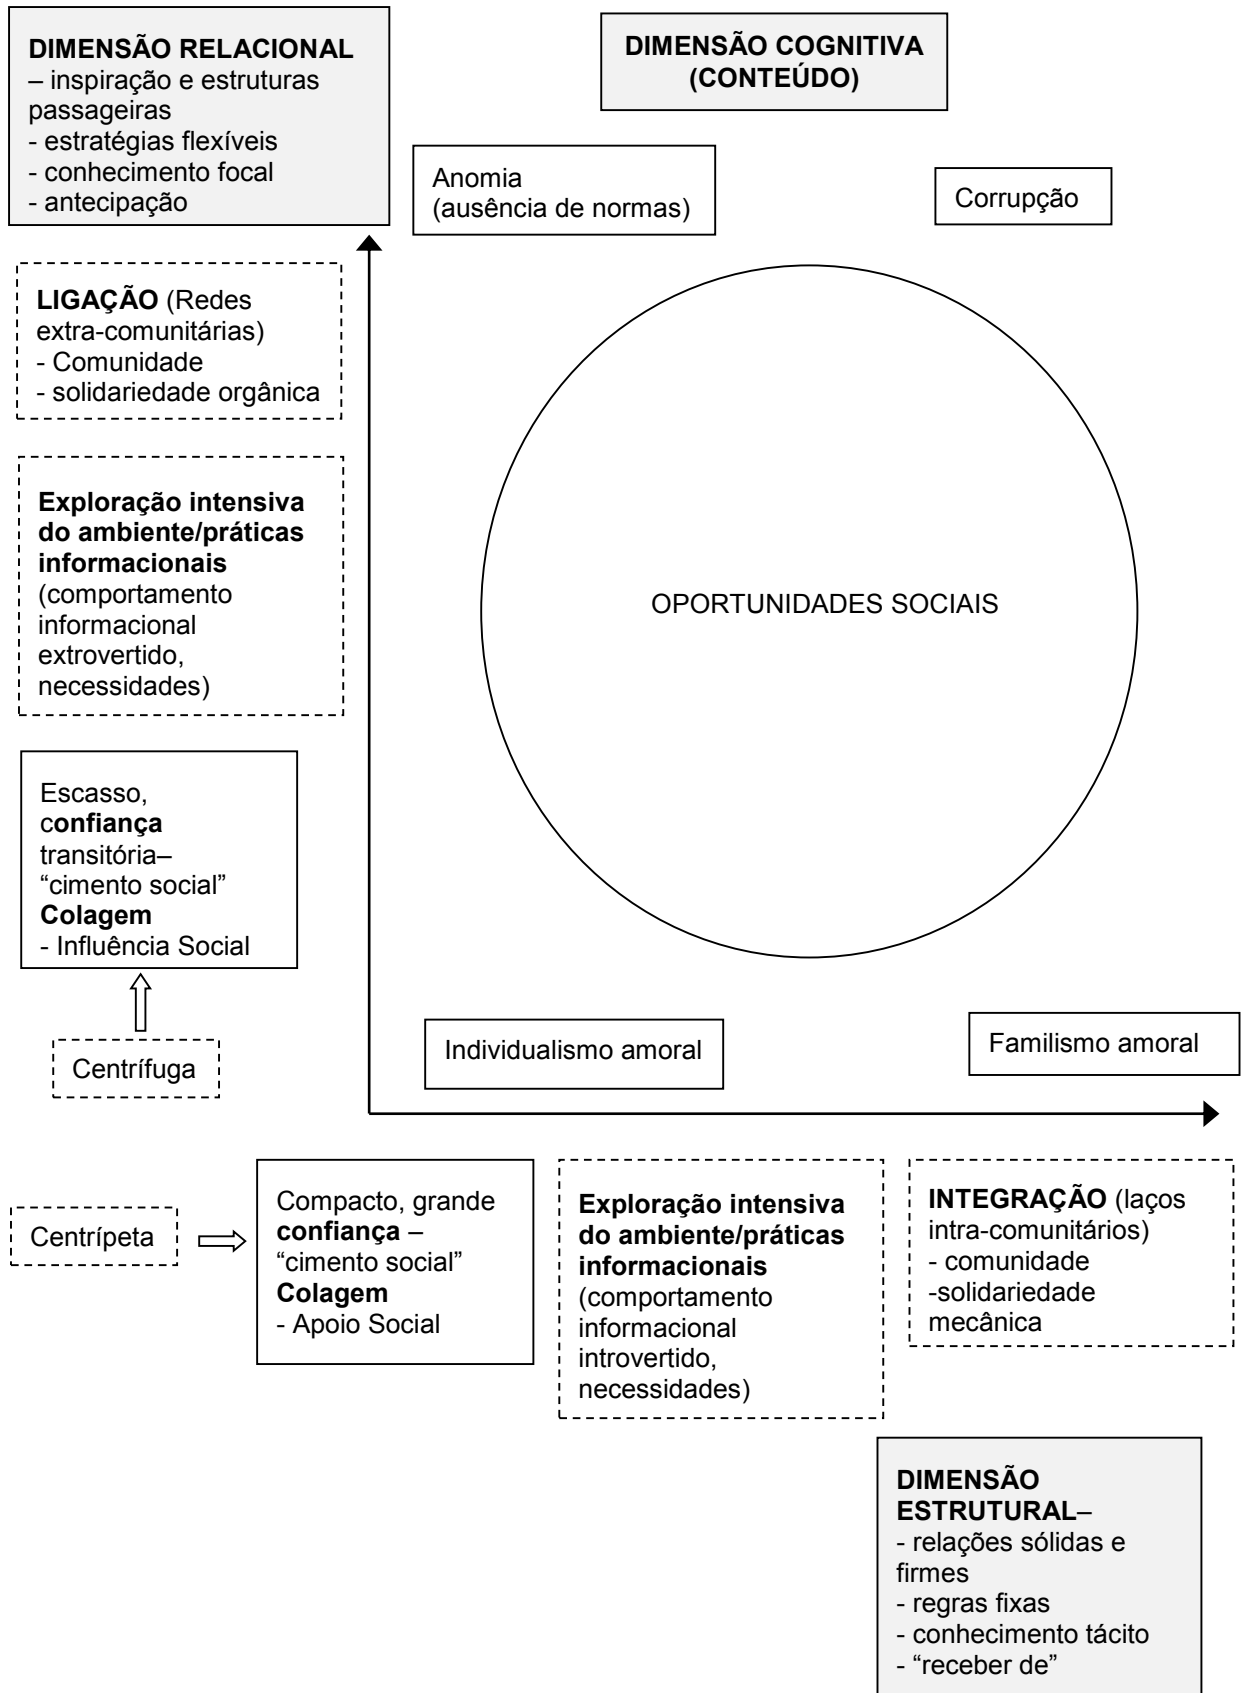 DIMENSÃO RELACIONAL
– inspiração e estruturas
passageiras
- estratégias flexíveis
- conhecimento focal
- antecipação
DIMENSÃO COGNITIVA
(CONTEÚDO)
Anomia
(ausência de normas)
Corrupção
LIGAÇÃO (Redes
extra-comunitárias)
- Comunidade
- solidariedade orgânica
Exploração intensiva
do ambiente/práticas
informacionais
(comportamento
informacional
extrovertido,
necessidades)
OPORTUNIDADES SOCIAIS
Escasso,
confiança
transitória–
“cimento social”
Colagem
- Influência Social
Centrífuga
Individualismo amoral
Familismo amoral
Centrípeta
Compacto, grande
confiança –
“cimento social”
Colagem
- Apoio Social
Exploração intensiva
do ambiente/práticas
informacionais
(comportamento
informacional
introvertido,
necessidades)
INTEGRAÇÃO (laços
intra-comunitários)
- comunidade
-solidariedade
mecânica
DIMENSÃO
ESTRUTURAL–
- relações sólidas e
firmes
- regras fixas
- conhecimento tácito
- “receber de”